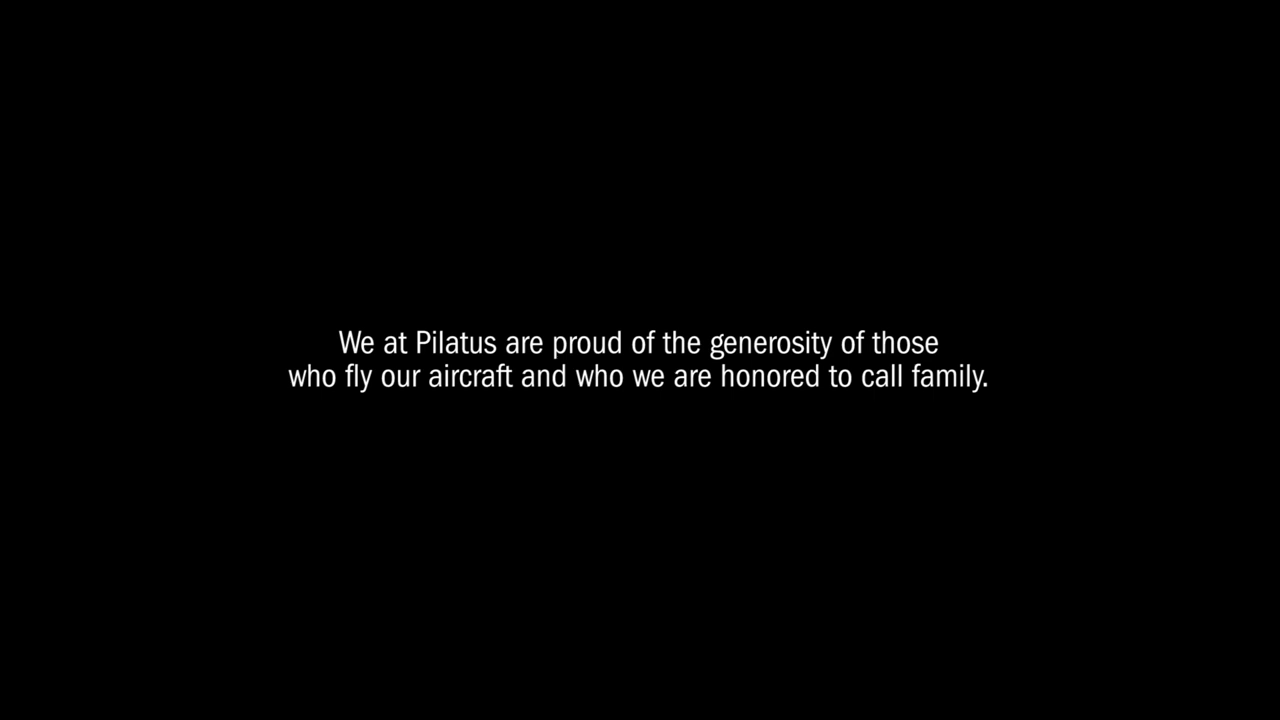 We at Pilatus are proud of the generosity of those
who fly our aircraft and who we are honored to call family.